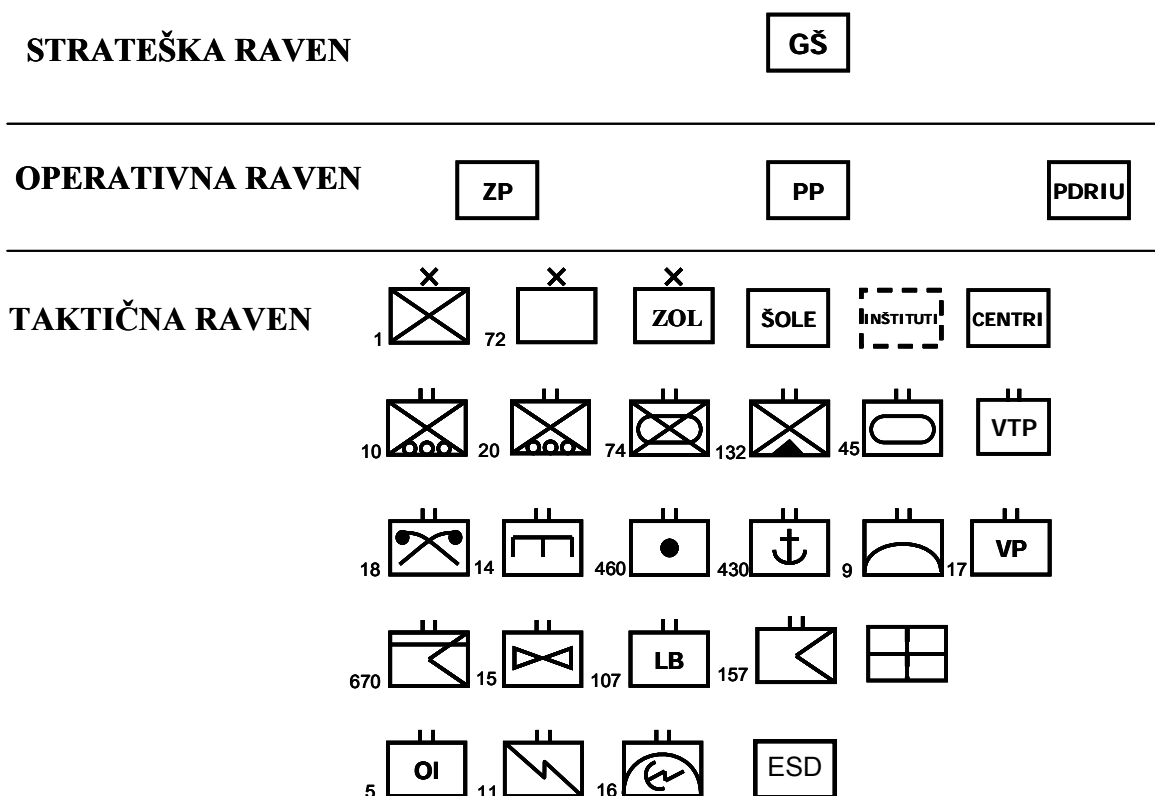 STRATEŠKA RAVEN GŠ
OPERATIVNA RAVEN ZP PP PDRIU
TAKTIČNA RAVEN 1 72 ZOL ŠOLE INŠTITUTI CENTRI
10 20 74 132 45 VTP
18 14 460 430 9 17 VP
670 15 107 LB 157
5 OI 11 16 ESD